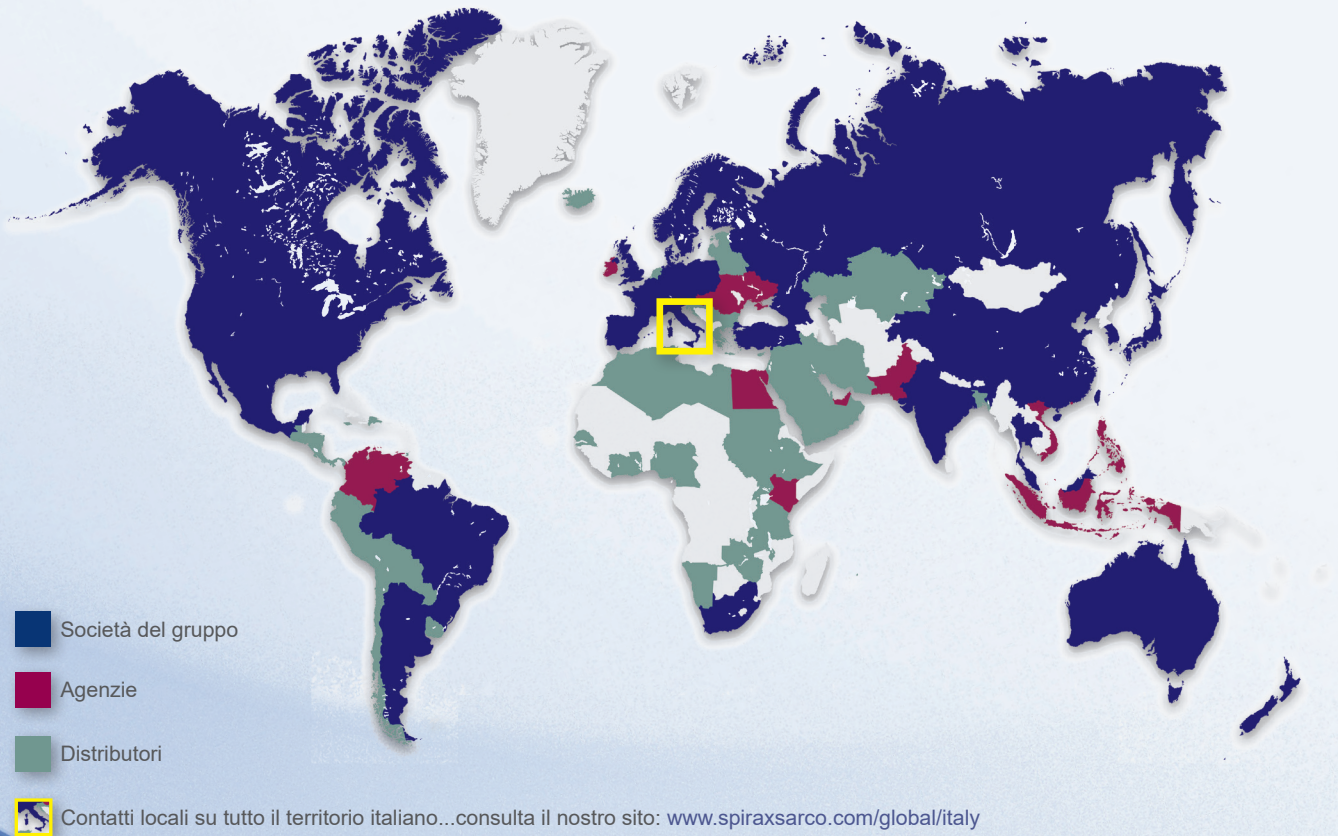 Società del gruppo
Agenzie
Distributori
Contatti locali su tutto il territorio italiano...consulta il nostro sito: www.spiraxsarco.com/global/italy